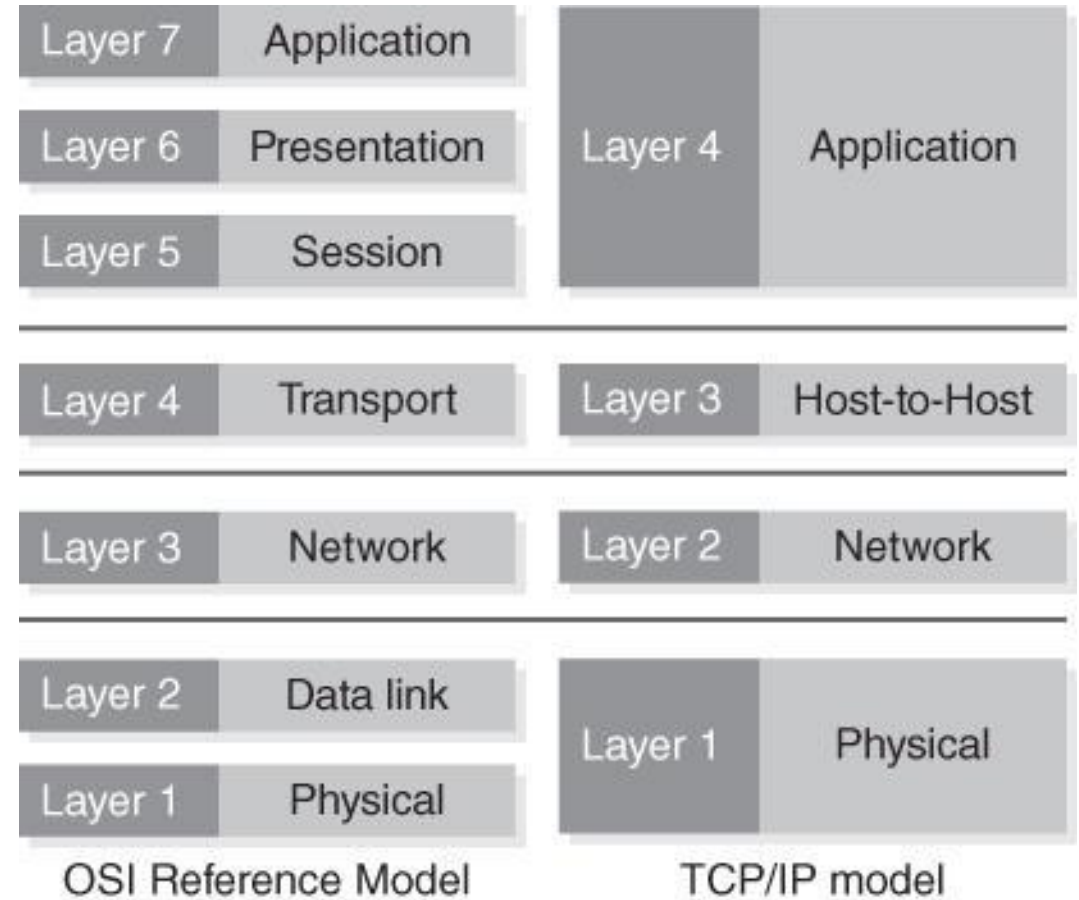 Layer 7 Application
Layer 6 Presentation
Layer 5 Session
Layer 4 Application
Layer 4 Transport
Layer 3 Host-to-Host
Layer 3 Network
Layer 2 Network
Layer 2 Data link
Layer 1 Physical
Layer 1 Physical
OSI Reference Model
TCP/IP model